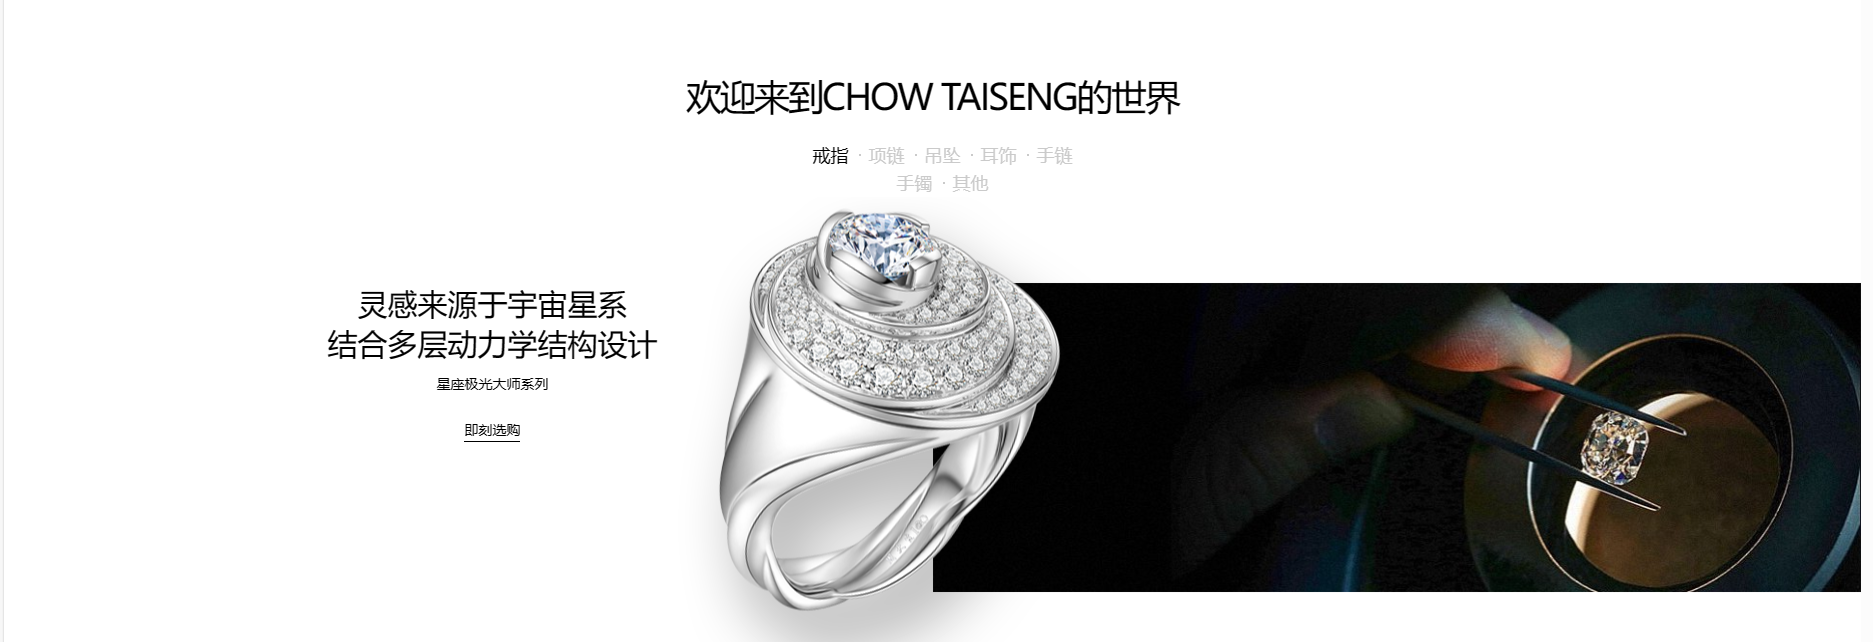 欢迎来到CHOW TAISENG的世界
戒指 · 项链 · 吊坠 · 耳饰 · 手链
手镯 · 其他
灵感来源于宇宙星系
结合多层动力学结构设计
星座极光大师系列
即刻选购